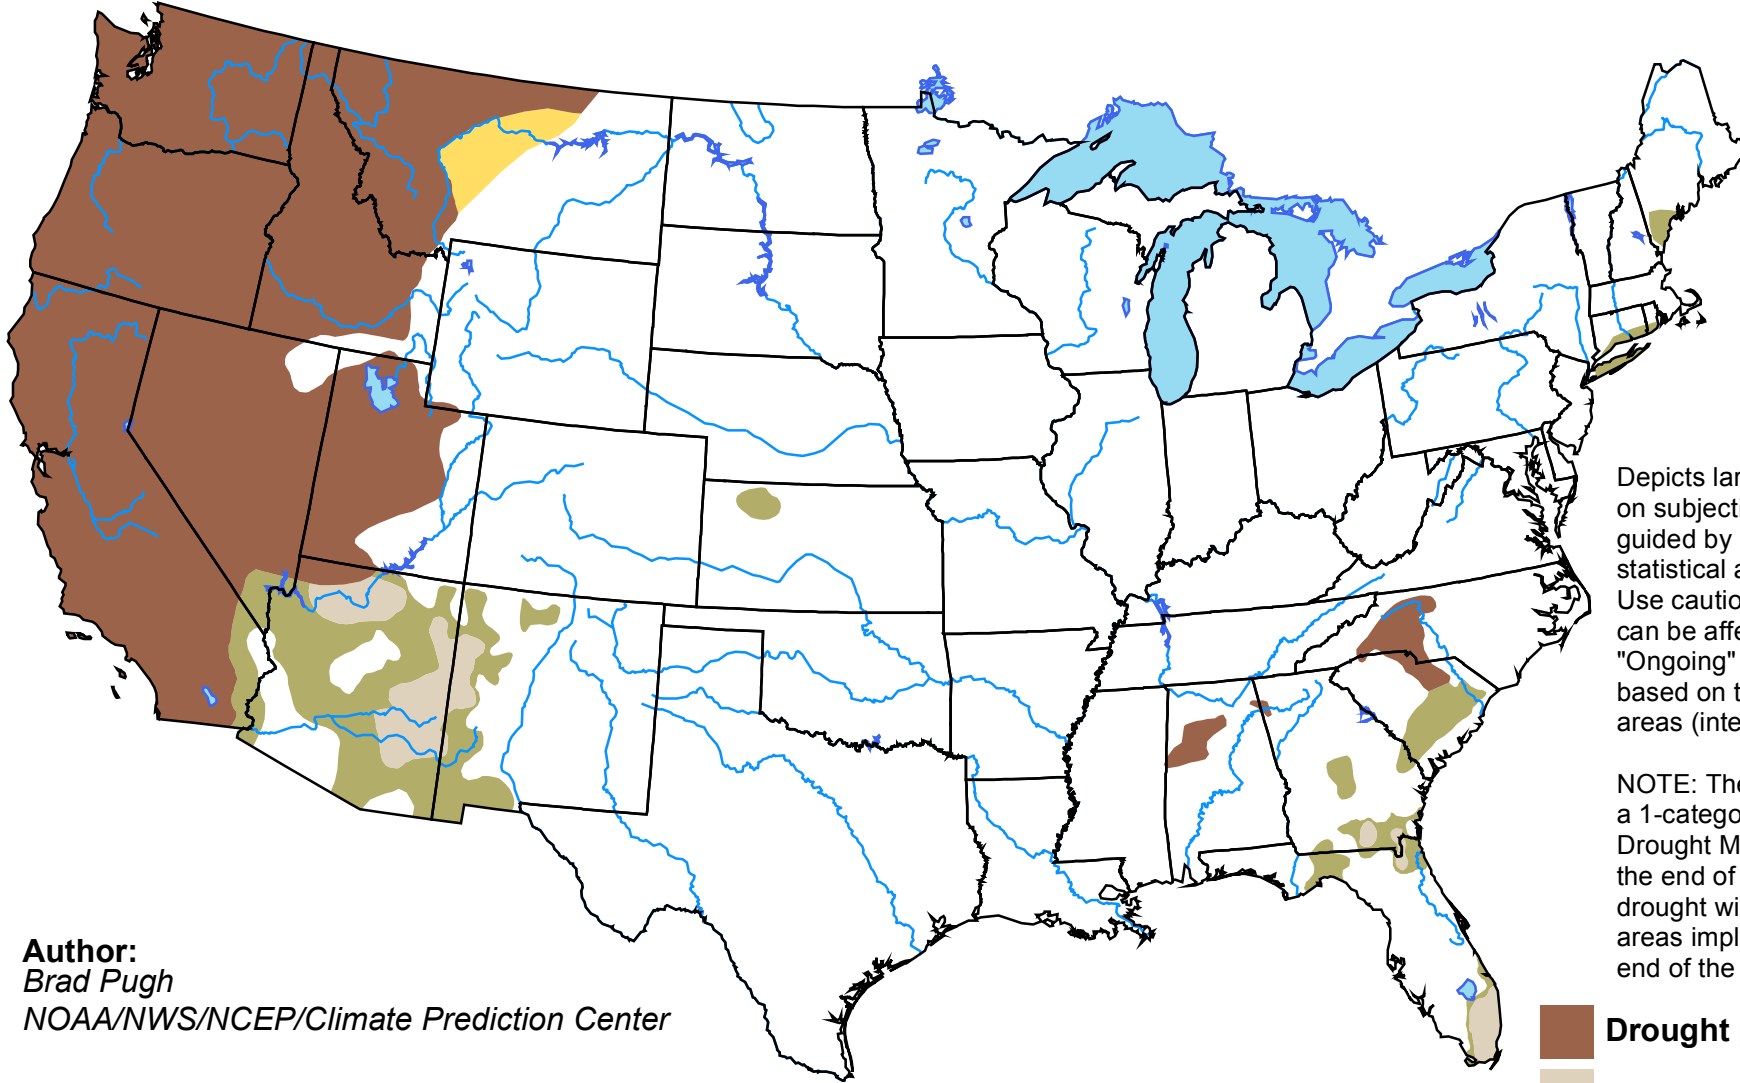 Depicts lar
on subjecti
guided by
statistical a
Use cautio
can be affe
"Ongoing"
based on t
areas (inte
NOTE: The
a 1-catego
Drought M
the end of
drought wi
areas impl
end of the
Author:
Brad Pugh
NOAA/NWS/NCEP/Climate Prediction Center
Drought